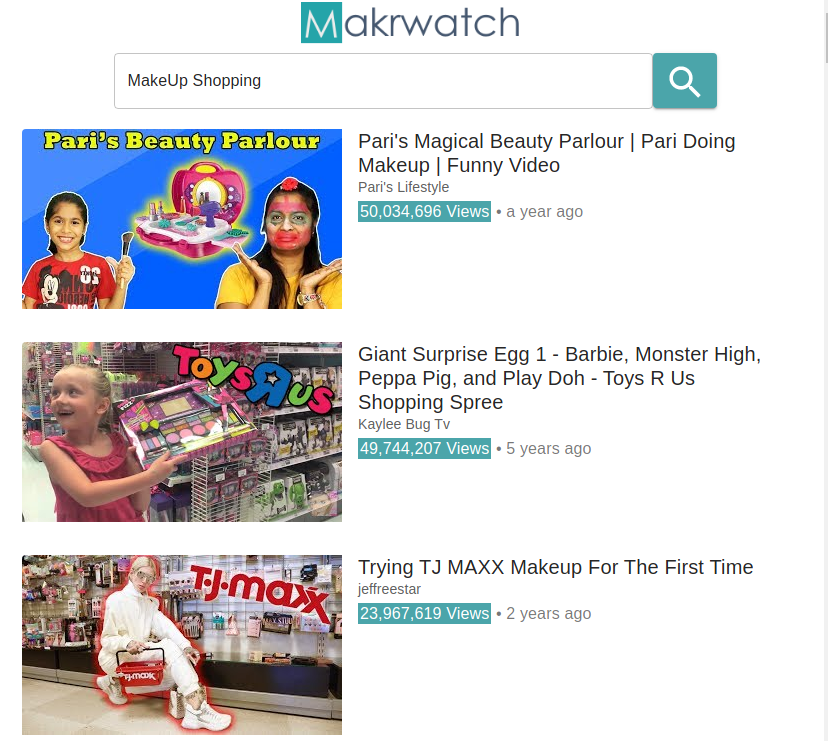 Makrwatch
MakeUp Shopping
Pari's Beauty Parlour
Pari's Magical Beauty Parlour | Pari Doing
Makeup | Funny Video
Pari's Lifestyle
50,034,696 Views • a year ago
TOYS R US
Giant Surprise Egg 1 - Barbie, Monster High,
Peppa Pig, and Play Doh - Toys R Us
Shopping Spree
Kaylee Bug Tv
49,744,207 Views • 5 years ago
T·J·maxx
T·J·maxx
Trying TJ MAXX Makeup For The First Time
jeffreestar
23,967,619 Views • 2 years ago